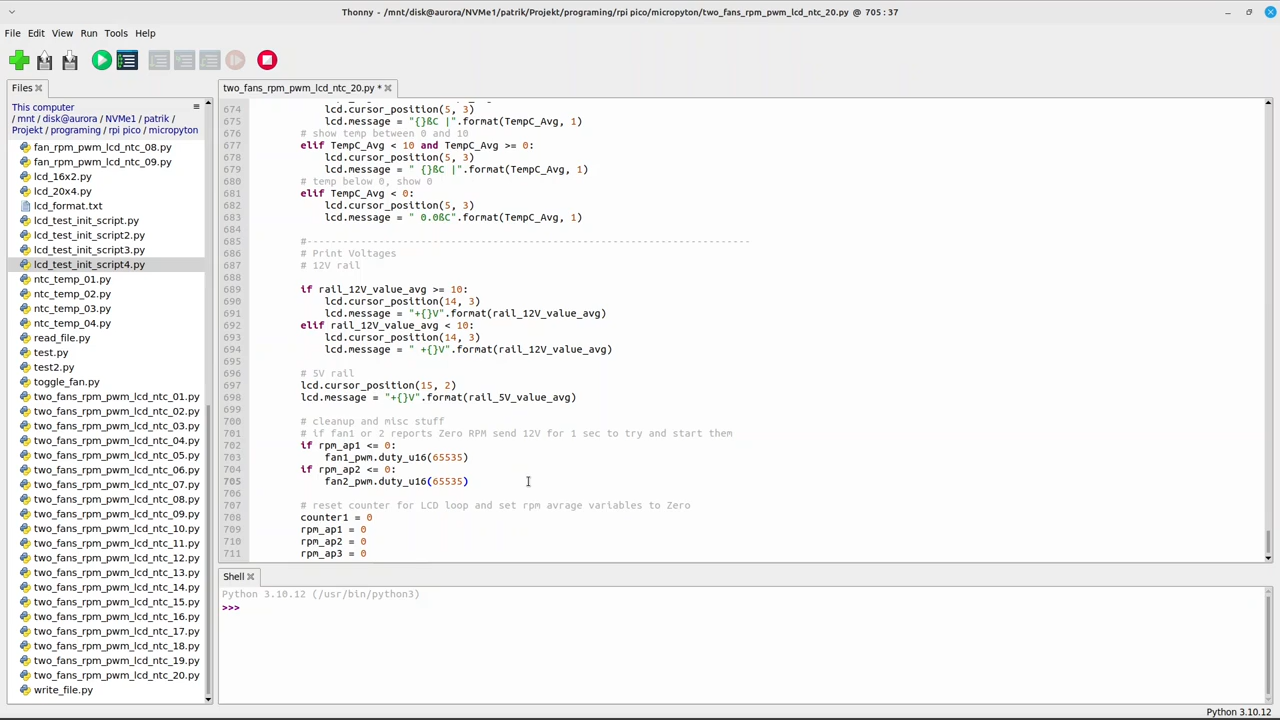 Thonny - /mnt/disk@aurora/NVMe1/patrik/Projekt/programing/rpi pico/micropyton/two_fans_rpm_pwm_lcd_ntc_20.py @ 705 : 37
File Edit View Run Tools Help
Files
This computer
/ mnt / disk@aurora / NVMe1 / patrik /
Projekt / programing / rpi pico / micropyton
fan_rpm_pwm_lcd_ntc_08.py
fan_rpm_pwm_lcd_ntc_09.py
lcd_16x2.py
lcd_20x4.py
lcd_format.txt
lcd_test_init_script.py
lcd_test_init_script2.py
lcd_test_init_script3.py
lcd_test_init_script4.py
ntc_temp_01.py
ntc_temp_02.py
ntc_temp_03.py
ntc_temp_04.py
read_file.py
test.py
test2.py
toggle_fan.py
two_fans_rpm_pwm_lcd_ntc_01.py
two_fans_rpm_pwm_lcd_ntc_02.py
two_fans_rpm_pwm_lcd_ntc_03.py
two_fans_rpm_pwm_lcd_ntc_04.py
two_fans_rpm_pwm_lcd_ntc_05.py
two_fans_rpm_pwm_lcd_ntc_06.py
two_fans_rpm_pwm_lcd_ntc_07.py
two_fans_rpm_pwm_lcd_ntc_08.py
two_fans_rpm_pwm_lcd_ntc_09.py
two_fans_rpm_pwm_lcd_ntc_10.py
two_fans_rpm_pwm_lcd_ntc_11.py
two_fans_rpm_pwm_lcd_ntc_12.py
two_fans_rpm_pwm_lcd_ntc_13.py
two_fans_rpm_pwm_lcd_ntc_14.py
two_fans_rpm_pwm_lcd_ntc_15.py
two_fans_rpm_pwm_lcd_ntc_16.py
two_fans_rpm_pwm_lcd_ntc_17.py
two_fans_rpm_pwm_lcd_ntc_18.py
two_fans_rpm_pwm_lcd_ntc_19.py
two_fans_rpm_pwm_lcd_ntc_20.py
write_file.py
two_fans_rpm_pwm_lcd_ntc_20.py *
674 lcd.cursor_position(5, 3)
675 lcd.message = "{}ßC |".format(TempC_Avg, 1)
676 # show temp between 0 and 10
677 elif TempC_Avg < 10 and TempC_Avg >= 0:
678 lcd.cursor_position(5, 3)
679 lcd.message = " {}ßC |".format(TempC_Avg, 1)
680 # temp below 0, show 0
681 elif TempC_Avg < 0:
682 lcd.cursor_position(5, 3)
683 lcd.message = " 0.0ßC".format(TempC_Avg, 1)
684
685 #--------------------------------------------------------------------------
686 # Print Voltages
687 # 12V rail
688
689 if rail_12V_value_avg >= 10:
690 lcd.cursor_position(14, 3)
691 lcd.message = "+{}V".format(rail_12V_value_avg)
692 elif rail_12V_value_avg < 10:
693 lcd.cursor_position(14, 3)
694 lcd.message = " +{}V".format(rail_12V_value_avg)
695
696 # 5V rail
697 lcd.cursor_position(15, 2)
698 lcd.message = "+{}V".format(rail_5V_value_avg)
699
700 # cleanup and misc stuff
701 # if fan1 or 2 reports Zero RPM send 12V for 1 sec to try and start them
702 if rpm_ap1 <= 0:
703 fan1_pwm.duty_u16(65535)
704 if rpm_ap2 <= 0:
705 fan2_pwm.duty_u16(65535)
706
707 # reset counter for LCD loop and set rpm avrage variables to Zero
708 counter1 = 0
709 rpm_ap1 = 0
710 rpm_ap2 = 0
711 rpm_ap3 = 0
Shell
Python 3.10.12 (/usr/bin/python3)
>>>
Python 3.10.12